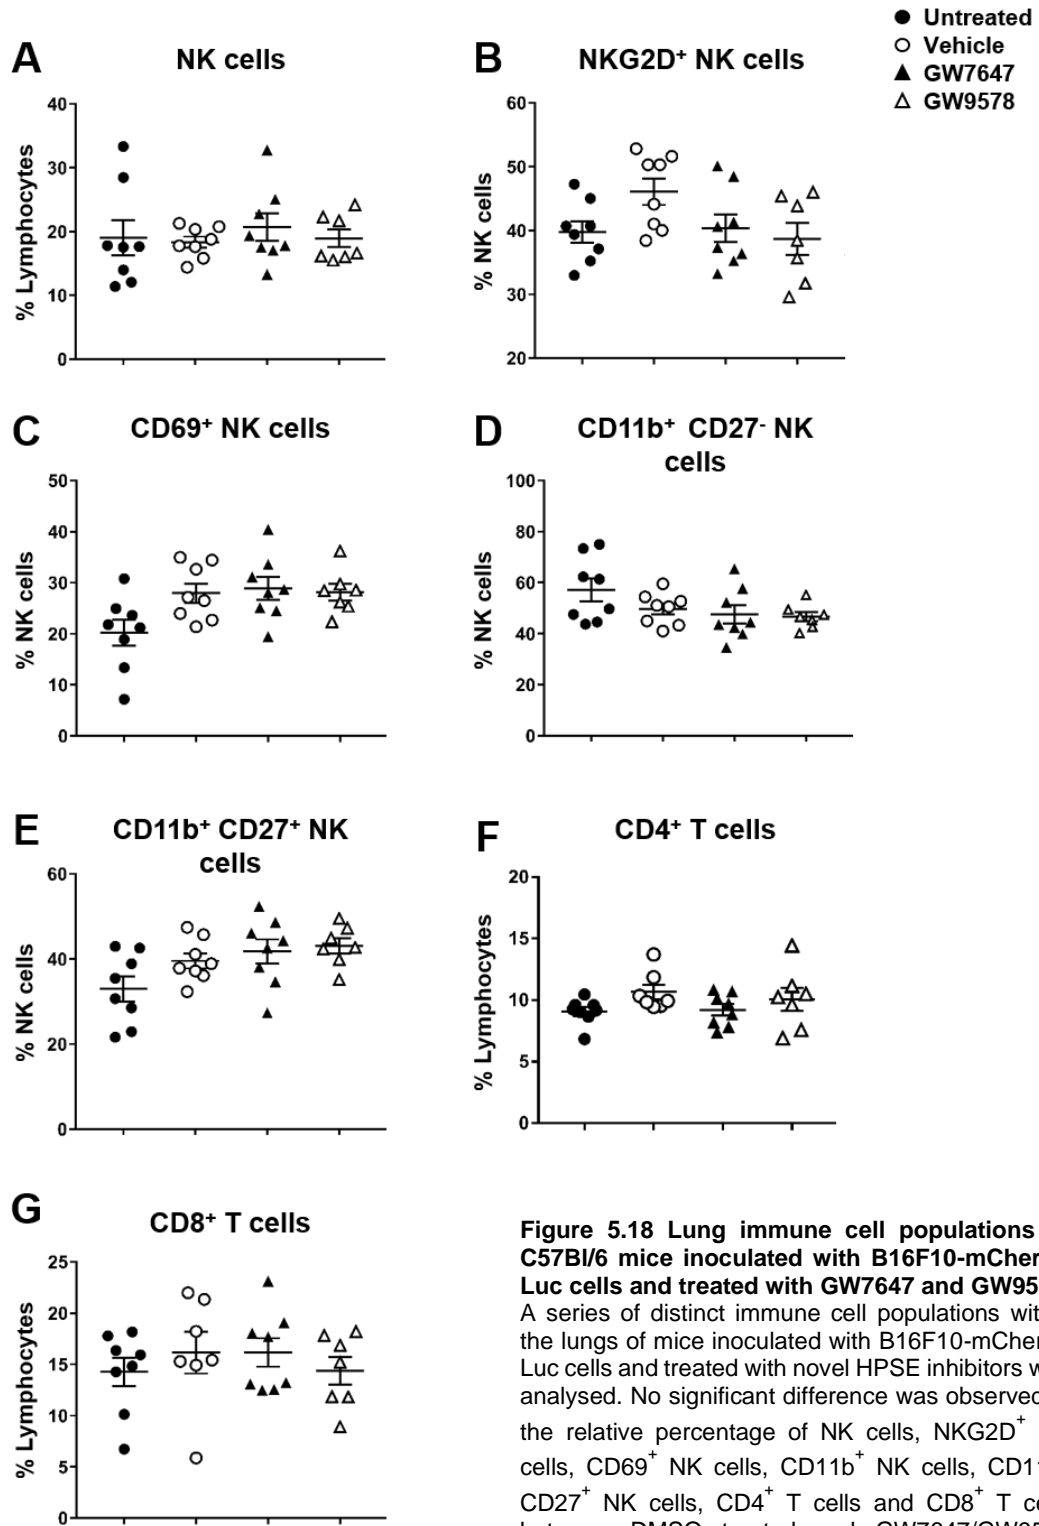 Untreated
Vehicle
GW7647
GW9578
A
NK cells
% Lymphocytes
40
30
20
10
0
B
NKG2D⁺ NK cells
% NK cells
60
50
40
30
20
C
CD69⁺ NK cells
% NK cells
50
40
30
20
10
0
D
CD11b⁺ CD27⁻ NK
cells
% NK cells
100
80
60
40
20
0
E
CD11b⁺ CD27⁺ NK
cells
% NK cells
60
40
20
0
F
CD4⁺ T cells
% Lymphocytes
20
15
10
5
0
G
CD8⁺ T cells
% Lymphocytes
25
20
15
10
5
0
Figure 5.18 Lung immune cell populations
C57Bl/6 mice inoculated with B16F10-mCher
Luc cells and treated with GW7647 and GW95
A series of distinct immune cell populations wit
the lungs of mice inoculated with B16F10-mCher
Luc cells and treated with novel HPSE inhibitors w
analysed. No significant difference was observed
the relative percentage of NK cells, NKG2D⁺
cells, CD69⁺ NK cells, CD11b⁺ NK cells, CD1
CD27⁺ NK cells, CD4⁺ T cells and CD8⁺ T ce